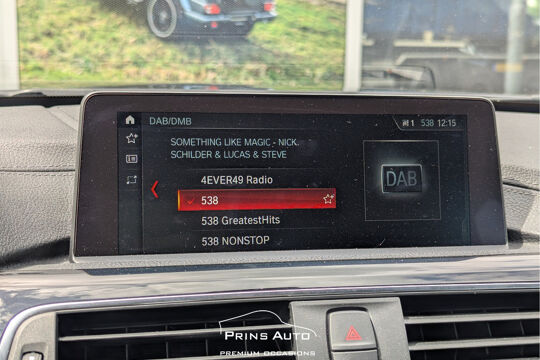 DAB/DMB
1 538 12:15
SOMETHING LIKE MAGIC - NICK.
SCHILDER & LUCAS & STEVE
4EVER49 Radio
538
538 GreatestHits
538 NONSTOP
DAB
PRINS AUTO
PREMIUM OCCASIONS